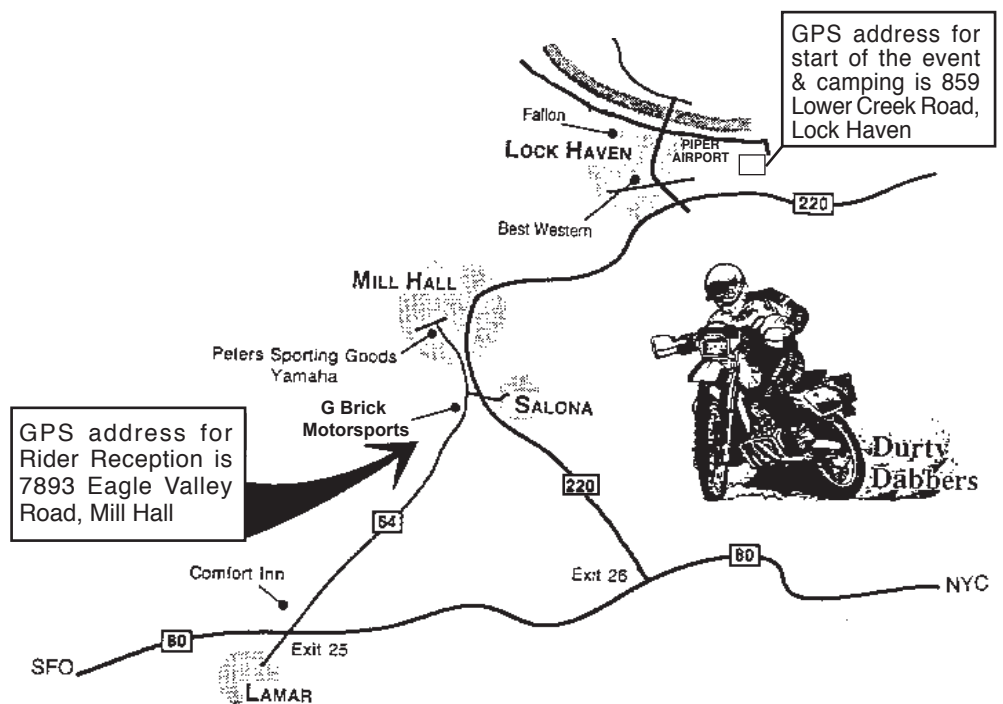 GPS address for
start of the event
& camping is 859
Lower Creek Road,
Lock Haven
Fallon
LOCK HAVEN
PIPER
AIRPORT
220
Best Western
MILL HALL
Peters Sporting Goods
Yamaha
SALONA
G Brick
Motorsports
GPS address for
Rider Reception is
7893 Eagle Valley
Road, Mill Hall
Durty
Dabbers
220
64
80
Exit 26
NYC
Comfort Inn
80
Exit 25
SFO
LAMAR